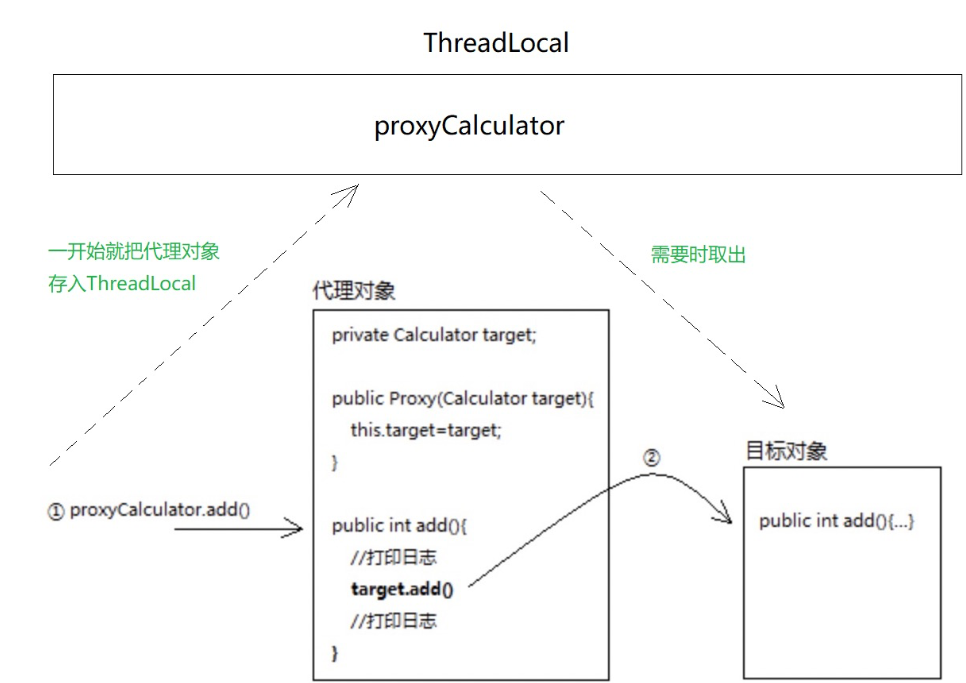 ThreadLocal
proxyCalculator
一开始就把代理对象
存入ThreadLocal
需要时取出
代理对象
private Calculator target;
public Proxy(Calculator target){
this.target=target;
}
① proxyCalculator.add()
public int add(){
//打印日志
target.add()
//打印日志
}
②
目标对象
public int add(){...}